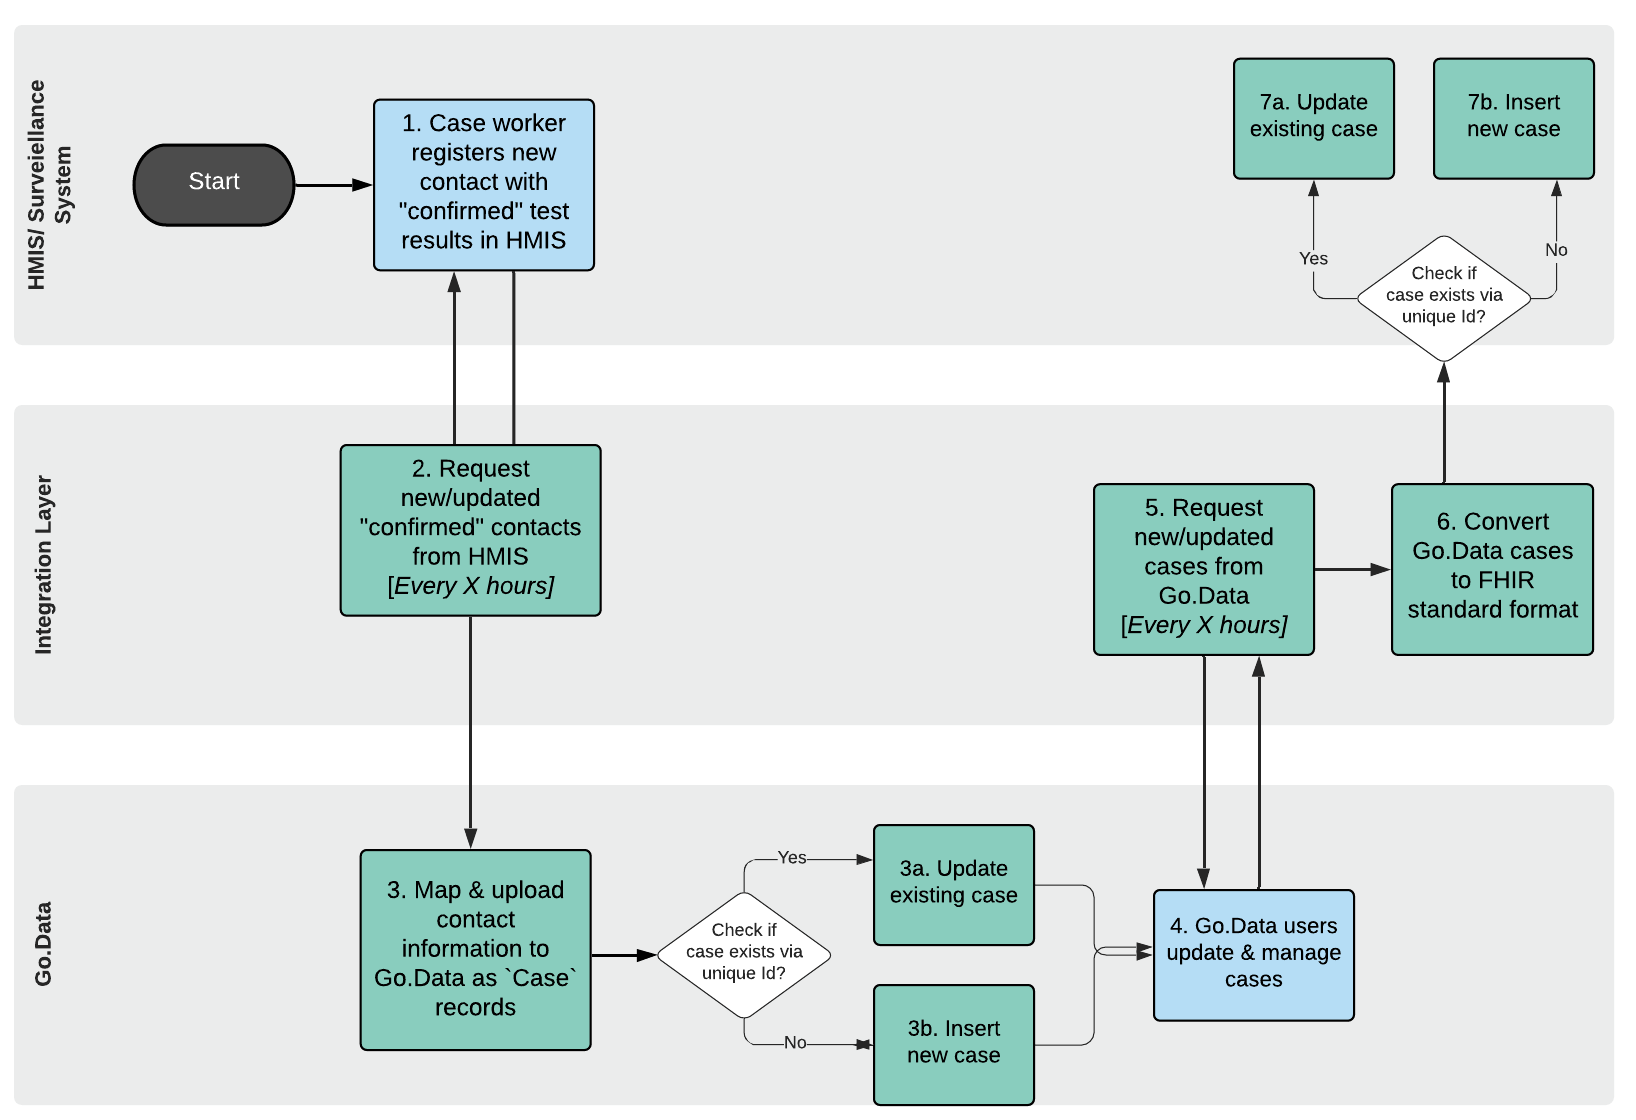 HMIS/ Surveiellance
System
Start
1. Case worker
registers new
contact with
"confirmed" test
results in HMIS
7a. Update
existing case
7b. Insert
new case
Yes
No
Check if
case exists via
unique Id?
Integration Layer
2. Request
new/updated
"confirmed" contacts
from HMIS
[Every X hours]
5. Request
new/updated
cases from
Go.Data
[Every X hours]
6. Convert
Go.Data cases
to FHIR
standard format
Go.Data
3. Map & upload
contact
information to
Go.Data as `Case`
records
Check if
case exists via
unique Id?
Yes
No
3a. Update
existing case
3b. Insert
new case
4. Go.Data users
update & manage
cases